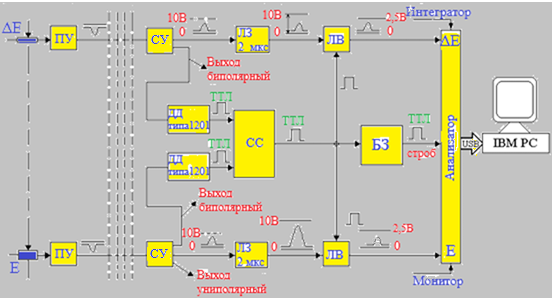 10В
0
10В
0
2,5В
0
Интегратор
ΔE
ПУ
СУ
ЛЗ
2 мкс
ЛВ
ΔE
Выход
биполярный
ТТЛ
ДД
типа1201
ТТЛ
ДД
типа1201
СС
ТТЛ
БЗ
ТТЛ
строб
Анализатор
USB
IBM PC
Выход
биполярный
10В
0
10В
0
2,5В
0
E
ПУ
СУ
ЛЗ
2 мкс
ЛВ
E
Выход
униполярный
Монитор